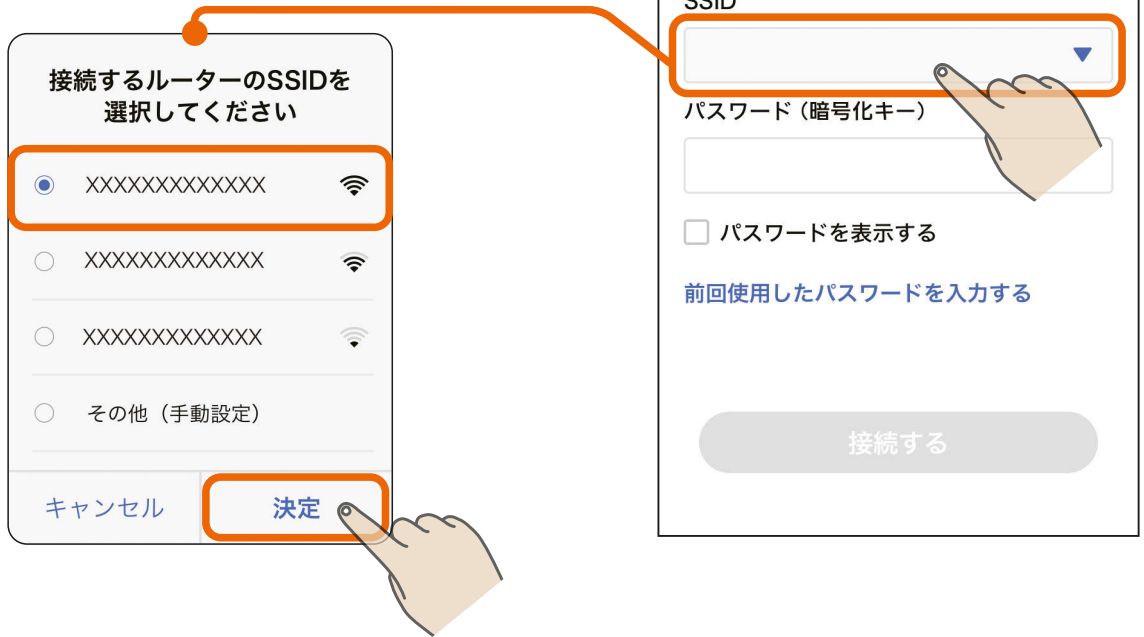 接続するルーターのSSIDを
選択してください
XXXXXXXXXXXXX
XXXXXXXXXXXXX
XXXXXXXXXXXXX
その他（手動設定）
キャンセル
決定
SSID
パスワード（暗号化キー）
パスワードを表示する
前回使用したパスワードを入力する
接続する